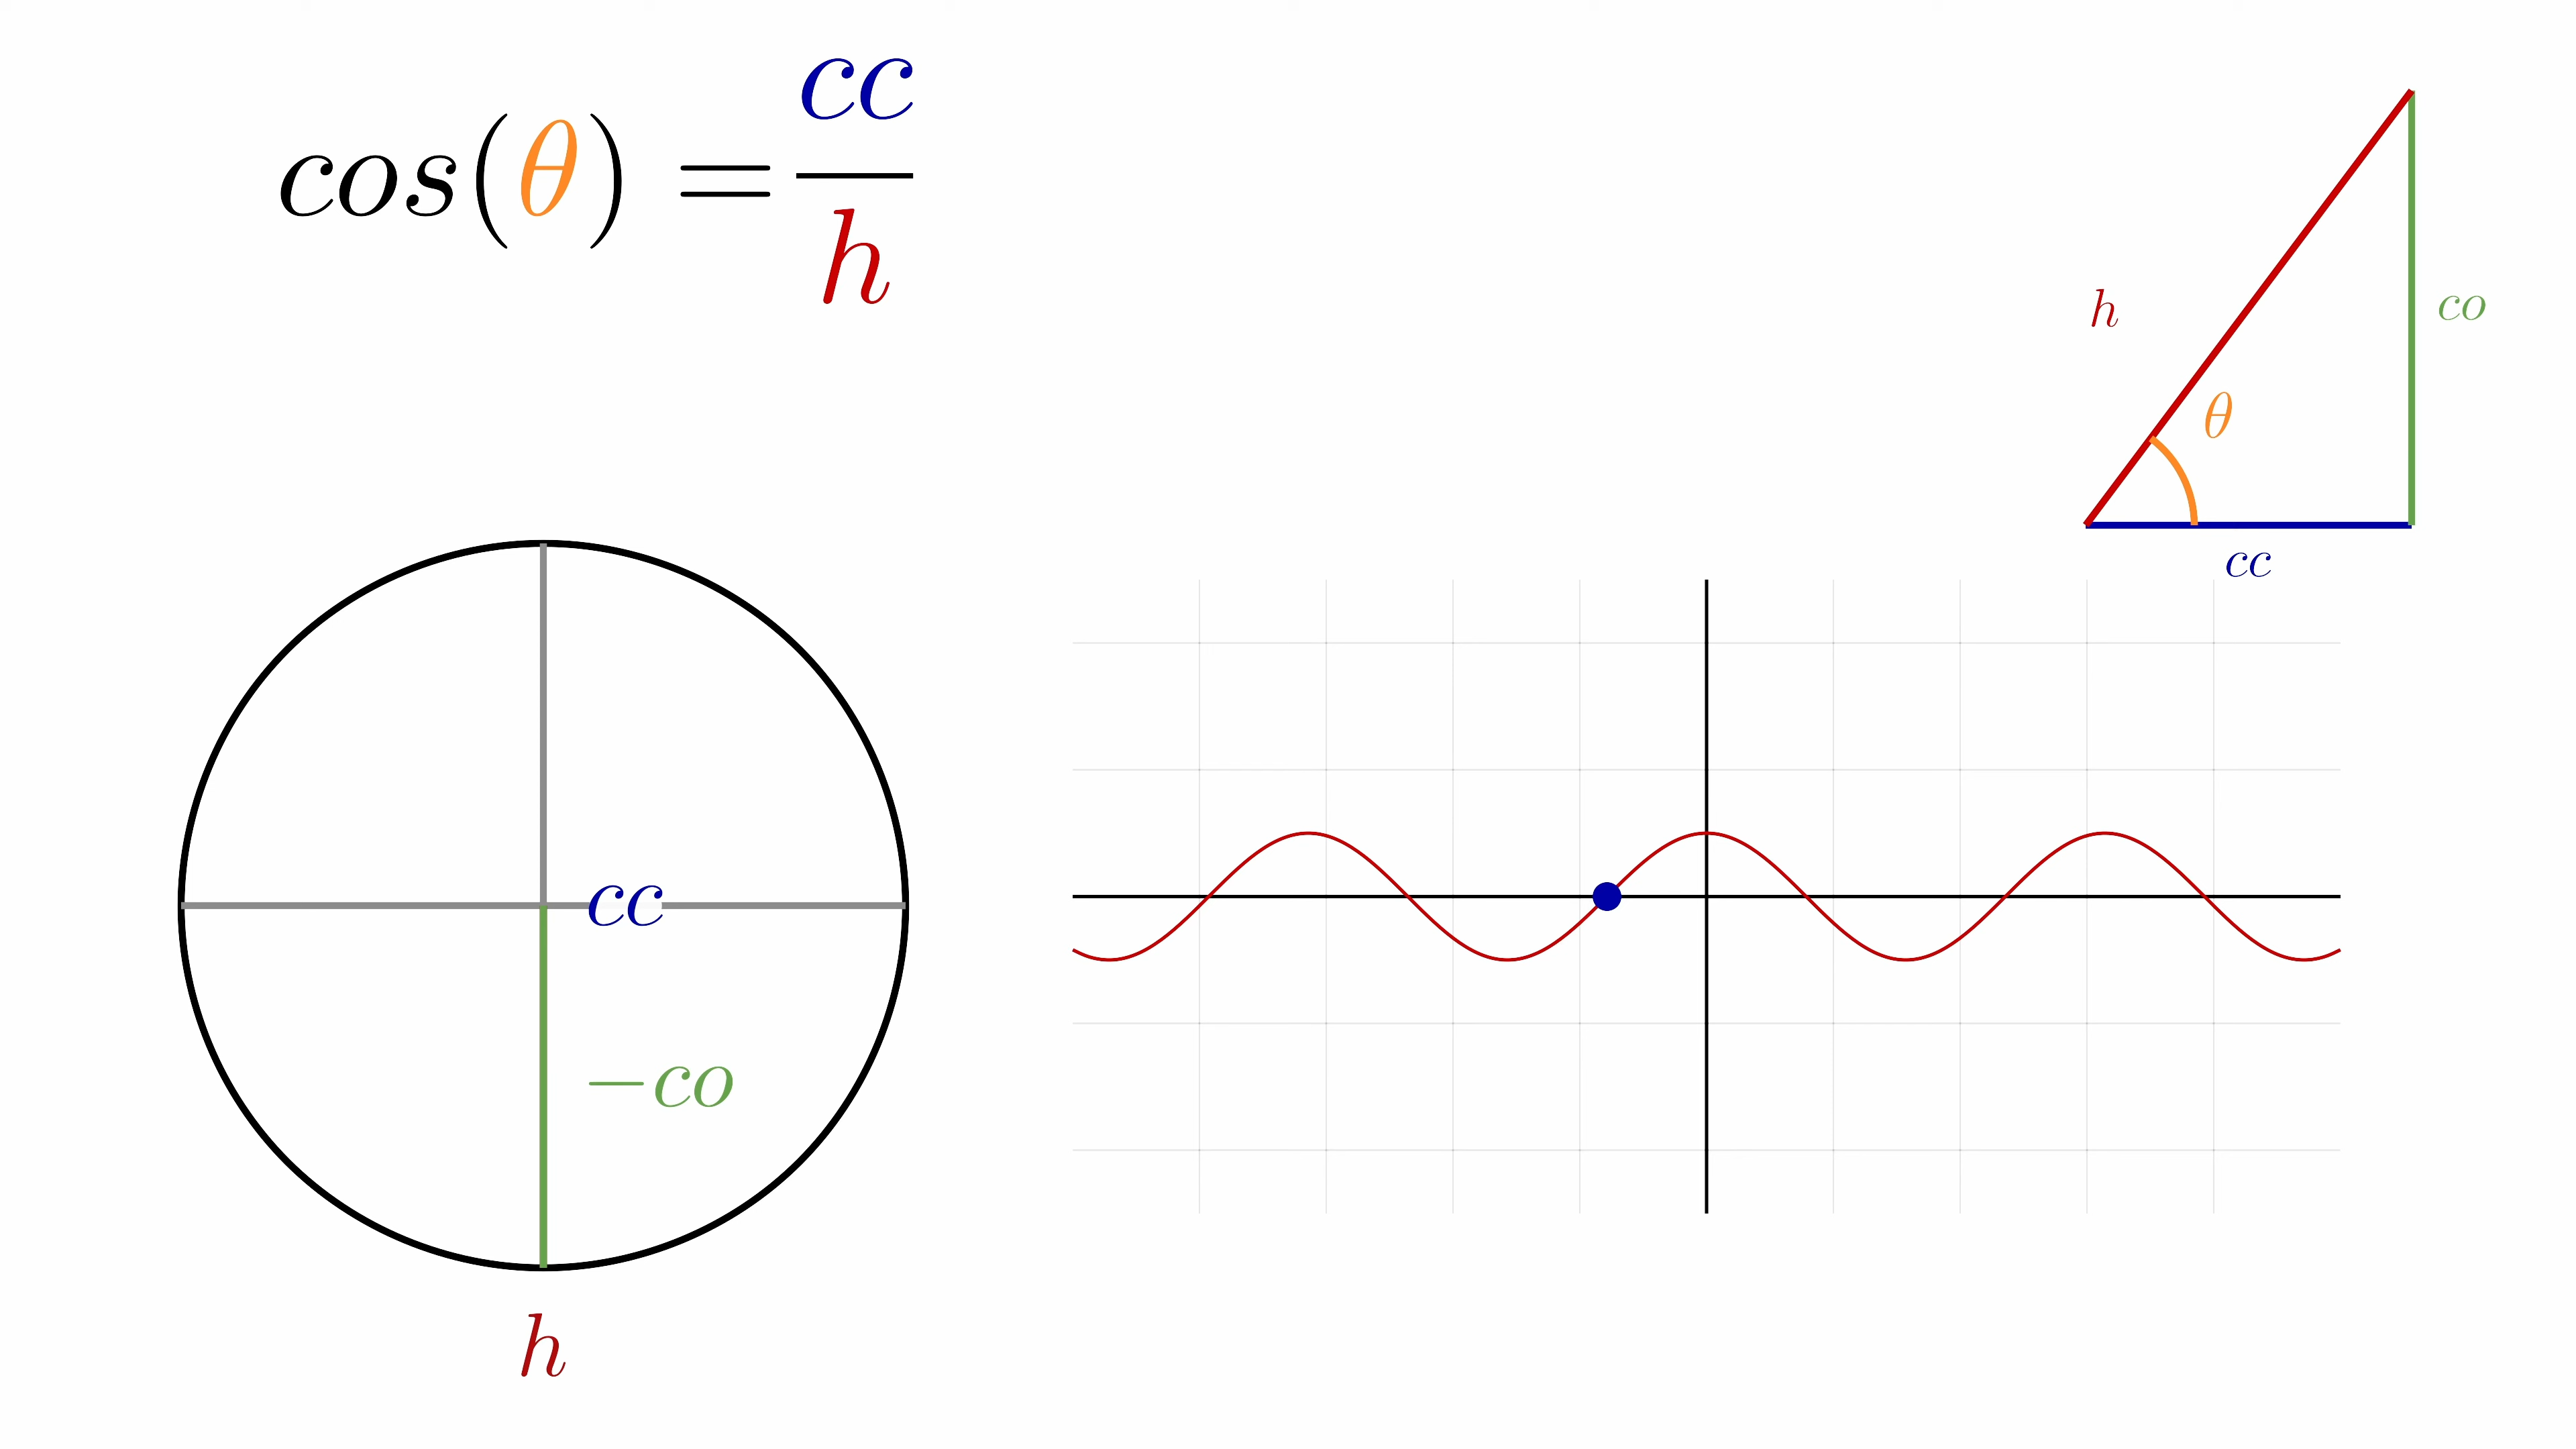 cos(θ) = cc/h
h
co
θ
cc
cc
−co
h